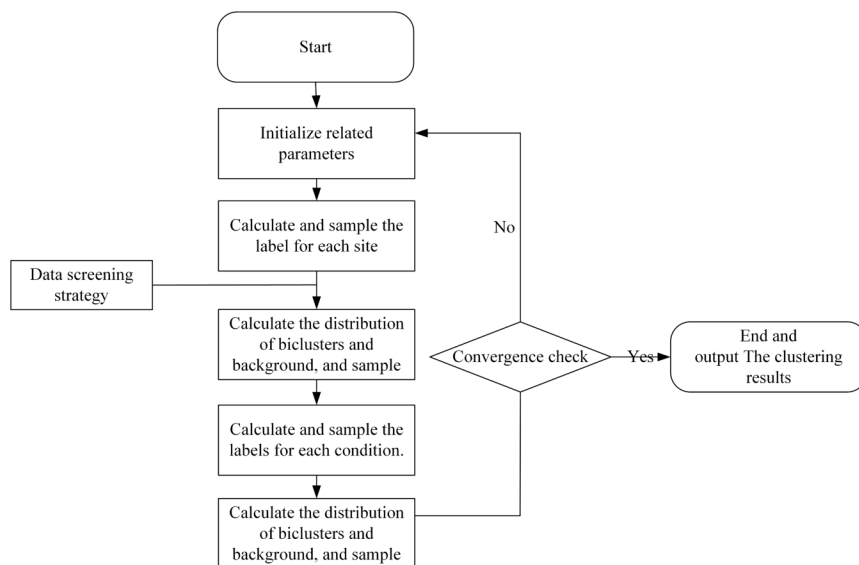 Start
Initialize related
parameters
Calculate and sample the
label for each site
Data screening
strategy
Calculate the distribution
of biclusters and
background, and sample
Calculate and sample the
labels for each condition.
Calculate the distribution
of biclusters and
background, and sample
No
Convergence check
Yes
End and
output The clustering
results